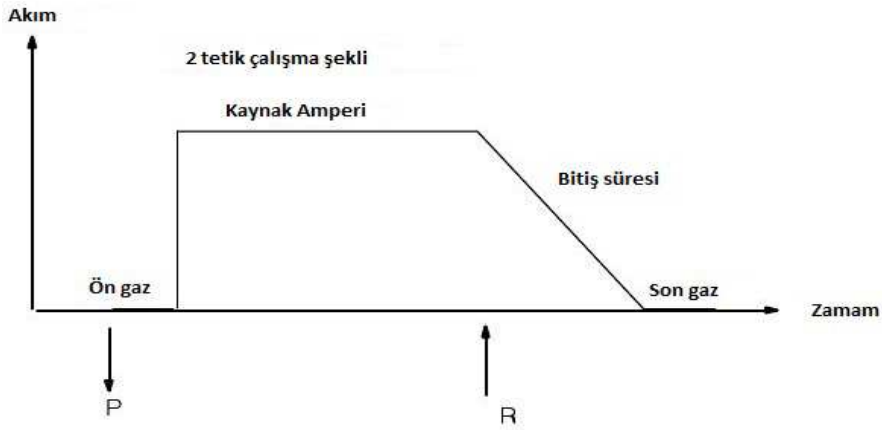 Akım
2 tetik çalışma şekli
Kaynak Amperi
Bitiş süresi
Ön gaz
Son gaz
Zamam
P
R